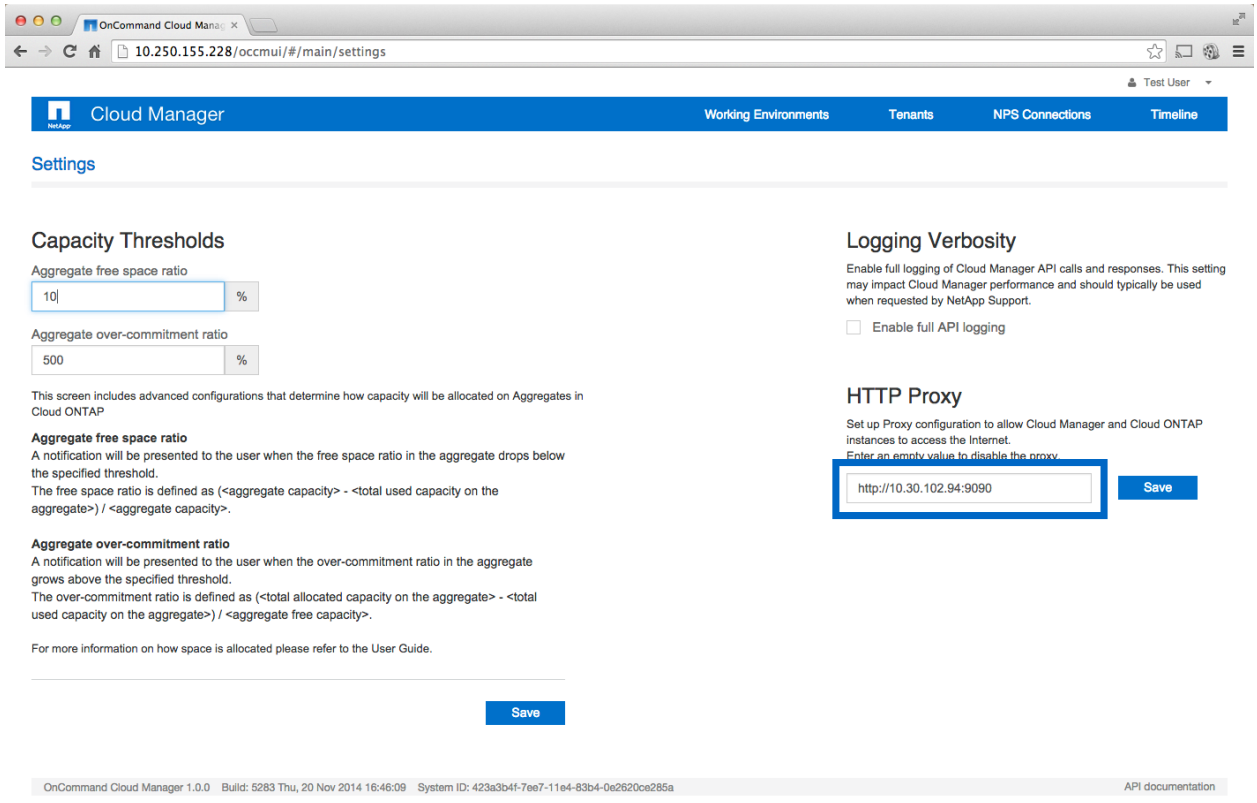 OnCommand Cloud Manag
10.250.155.228/occmui/#/main/settings
Test User
NetApp
Cloud Manager
Working Environments
Tenants
NPS Connections
Timeline
Settings
Capacity Thresholds
Aggregate free space ratio
10
%
Aggregate over-commitment ratio
500
%
This screen includes advanced configurations that determine how capacity will be allocated on Aggregates in
Cloud ONTAP
Aggregate free space ratio
A notification will be presented to the user when the free space ratio in the aggregate drops below
the specified threshold.
The free space ratio is defined as (<aggregate capacity> - <total used capacity on the
aggregate>) / <aggregate capacity>.
Aggregate over-commitment ratio
A notification will be presented to the user when the over-commitment ratio in the aggregate
grows above the specified threshold.
The over-commitment ratio is defined as (<total allocated capacity on the aggregate> - <total
used capacity on the aggregate>) / <aggregate free capacity>.
For more information on how space is allocated please refer to the User Guide.
Save
Logging Verbosity
Enable full logging of Cloud Manager API calls and responses. This setting
may impact Cloud Manager performance and should typically be used
when requested by NetApp Support.
Enable full API logging
HTTP Proxy
Set up Proxy configuration to allow Cloud Manager and Cloud ONTAP
instances to access the Internet.
Enter an empty value to disable the proxy.
http://10.30.102.94:9090
Save
OnCommand Cloud Manager 1.0.0 Build: 5283 Thu, 20 Nov 2014 16:46:09 System ID: 423a3b4f-7ee7-11e4-83b4-0e2620ce285a
API documentation